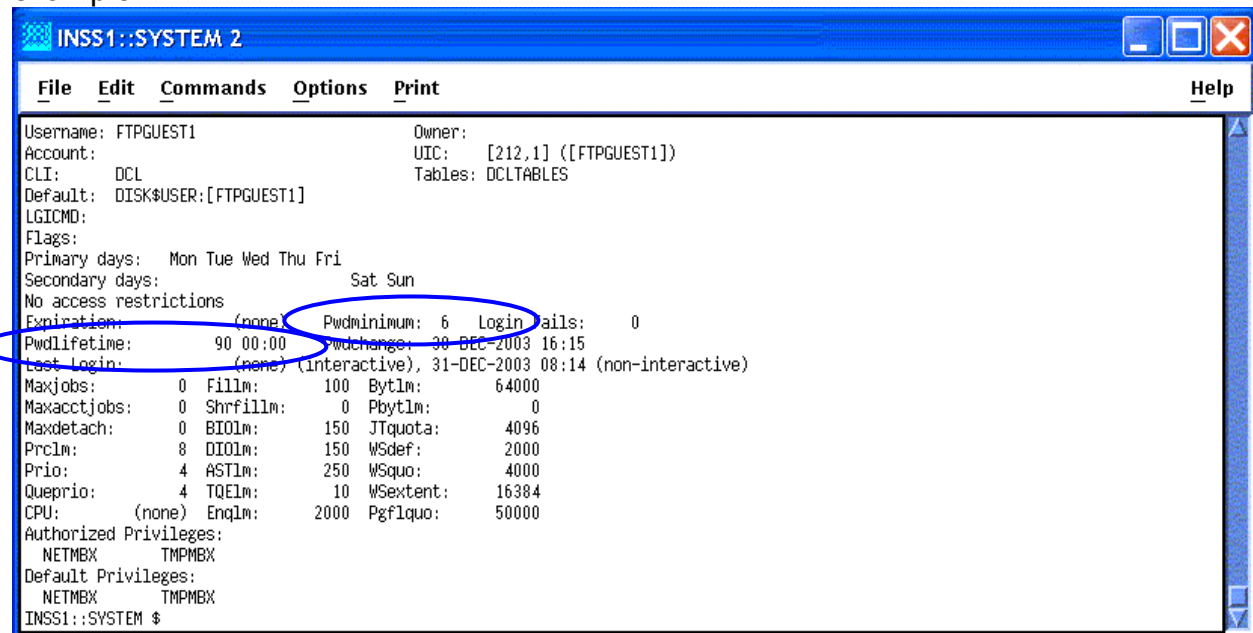 INSS1::SYSTEM 2
File Edit Commands Options Print Help
Username: FTPGUEST1 Owner:
Account: UIC: [212,1] ([FTPGUEST1])
CLI: DCL Tables: DCLTABLES
Default: DISK$USER:[FTPGUEST1]
LGICMD:
Flags:
Primary days: Mon Tue Wed Thu Fri
Secondary days: Sat Sun
No access restrictions
Expiration: (none) Pwdminimum: 6 Login Fails: 0
Pwdlifetime: 90 00:00 Pwdchange: 30-DEC-2003 16:15
Last Login: (none) (interactive), 31-DEC-2003 08:14 (non-interactive)
Maxjobs: 0 Fillm: 100 Bytlm: 64000
Maxacctjobs: 0 Shrfillm: 0 Pbytlm: 0
Maxdetach: 0 BIOlm: 150 JTquota: 4096
Prclm: 8 DIOlm: 150 WSdef: 2000
Prio: 4 ASTlm: 250 WSquo: 4000
Queprio: 4 TQElm: 10 WSextent: 16384
CPU: (none) Enqlm: 2000 Pgflquo: 50000
Authorized Privileges:
NETMBX TMPMBX
Default Privileges:
NETMBX TMPMBX
INSS1::SYSTEM $